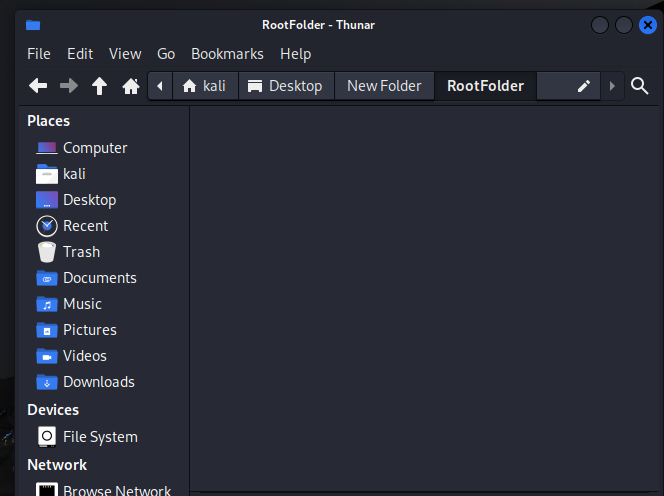 RootFolder - Thunar
File Edit View Go Bookmarks Help
kali Desktop New Folder RootFolder
Places
Computer
kali
Desktop
Recent
Trash
Documents
Music
Pictures
Videos
Downloads
Devices
File System
Network
Browse Network